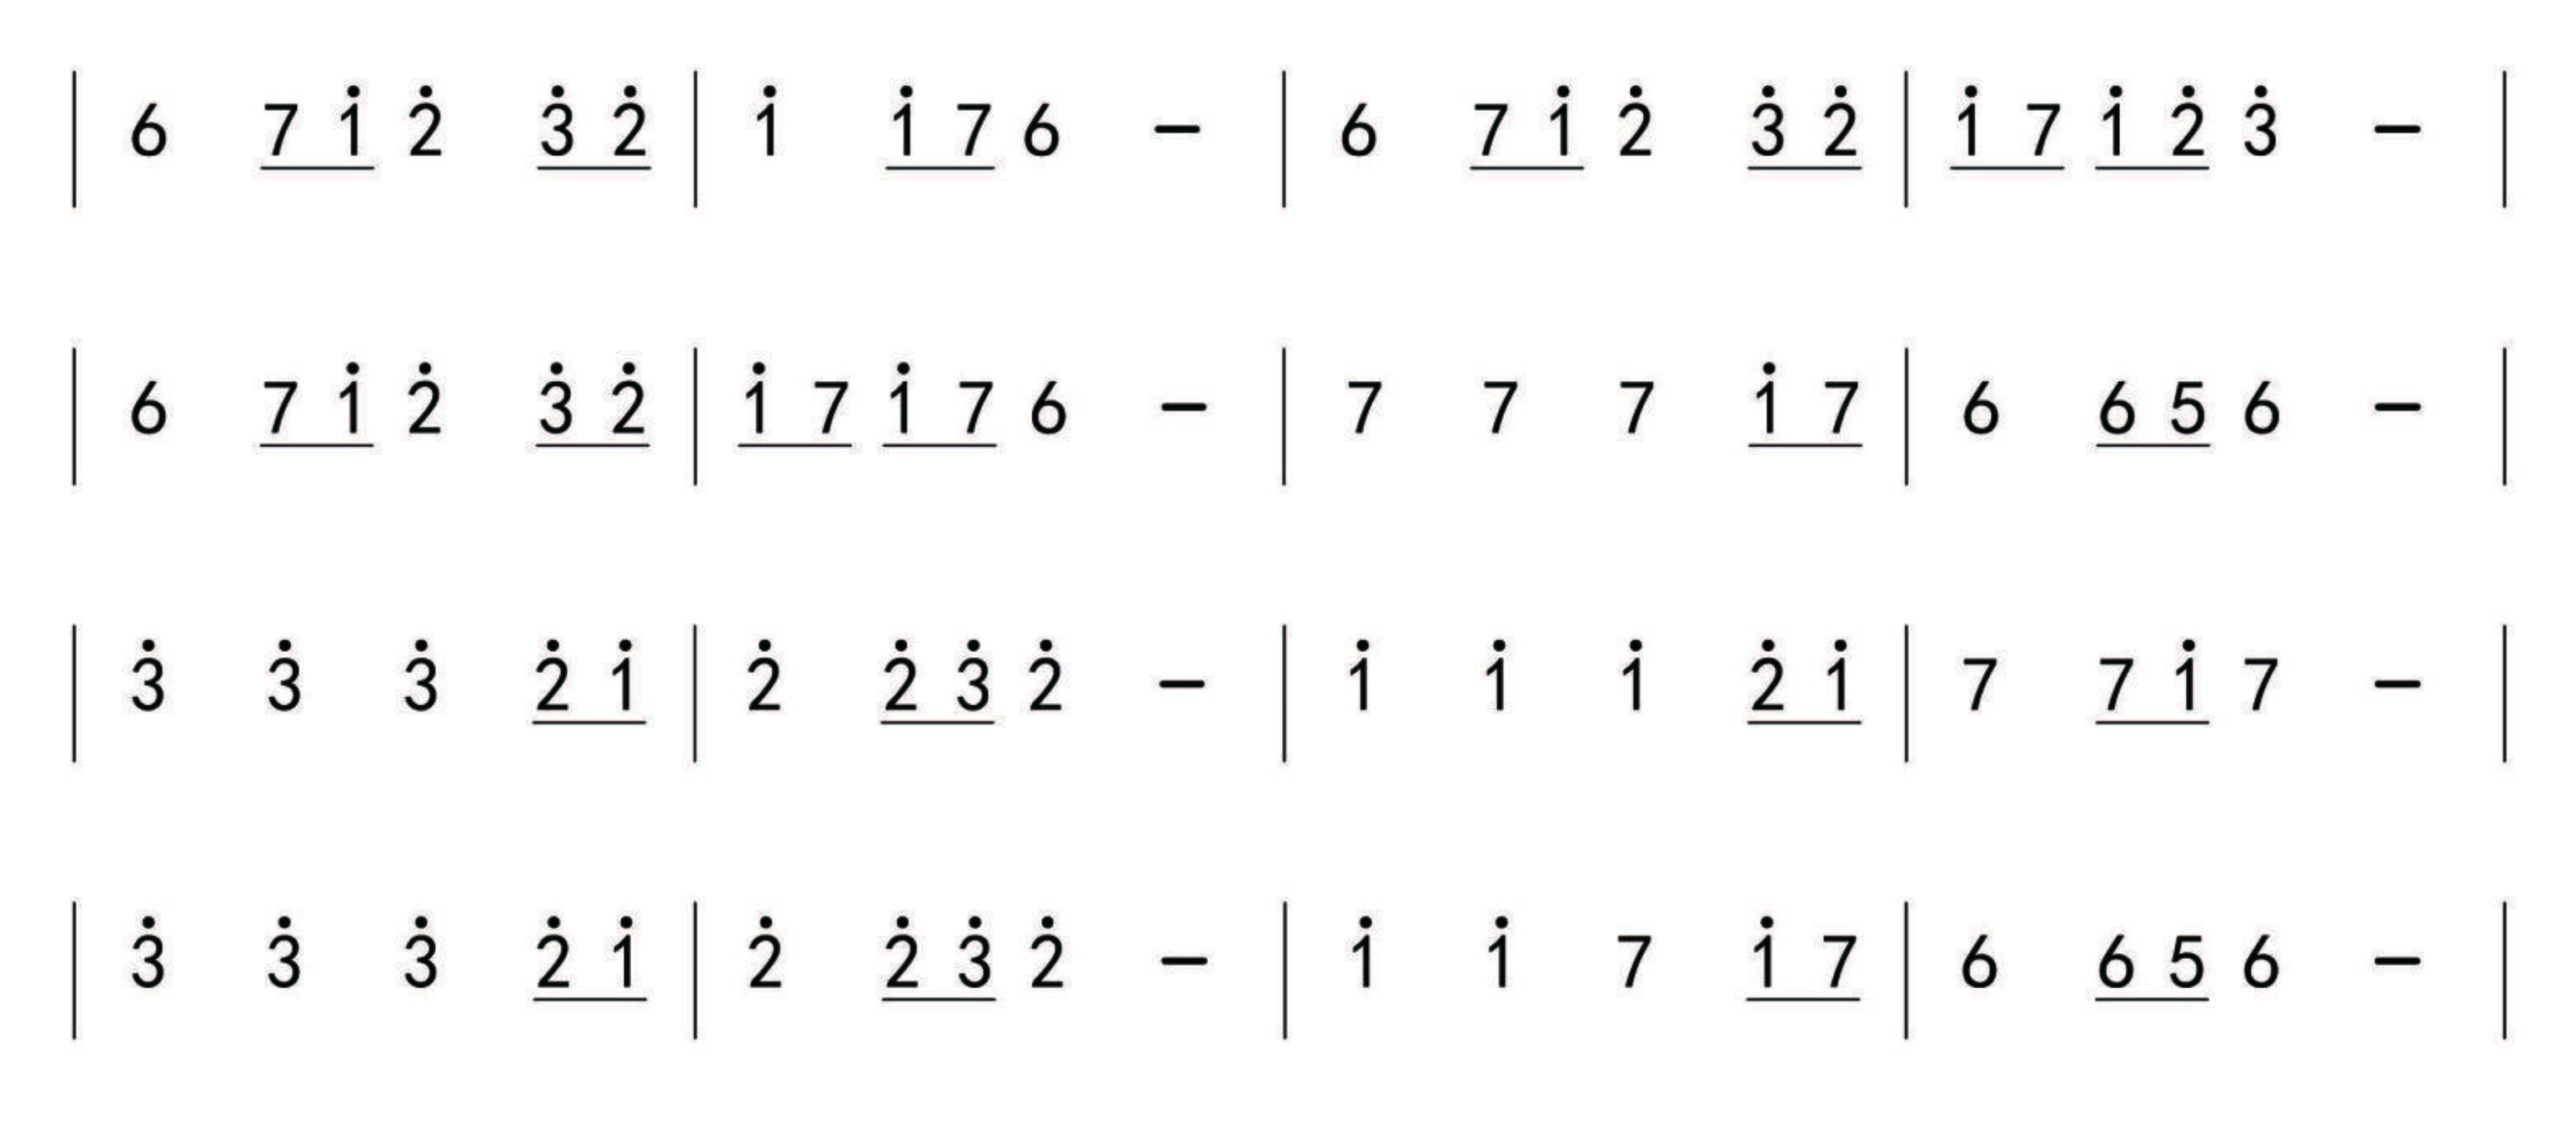 | 6 7 1̇ 2̇ 3̇ 2̇ | 1̇ 1̇ 7 6 – | 6 7 1̇ 2̇ 3̇ 2̇ | 1̇ 7 1̇ 2̇ 3̇ – |
| 6 7 1̇ 2̇ 3̇ 2̇ | 1̇ 7 1̇ 7 6 – | 7 7 7 1̇ 7 | 6 6 5 6 – |
| 3̇ 3̇ 3̇ 2̇ 1̇ | 2̇ 2̇ 3̇ 2̇ – | 1̇ 1̇ 1̇ 2̇ 1̇ | 7 7 1̇ 7 – |
| 3̇ 3̇ 3̇ 2̇ 1̇ | 2̇ 2̇ 3̇ 2̇ – | 1̇ 1̇ 7 1̇ 7 | 6 6 5 6 – |